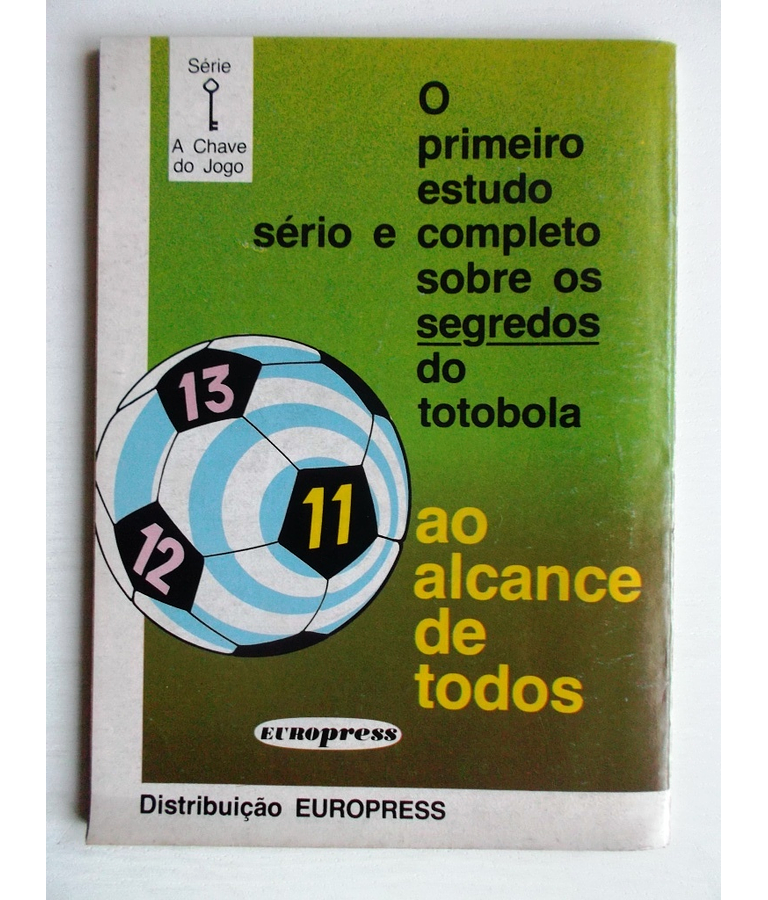 Série
A Chave
do Jogo
O
primeiro
estudo
sério e completo
sobre os
segredos
do
totobola
13
11
12
ao
alcance
de
todos
EUROpress
Distribuição EUROPRESS